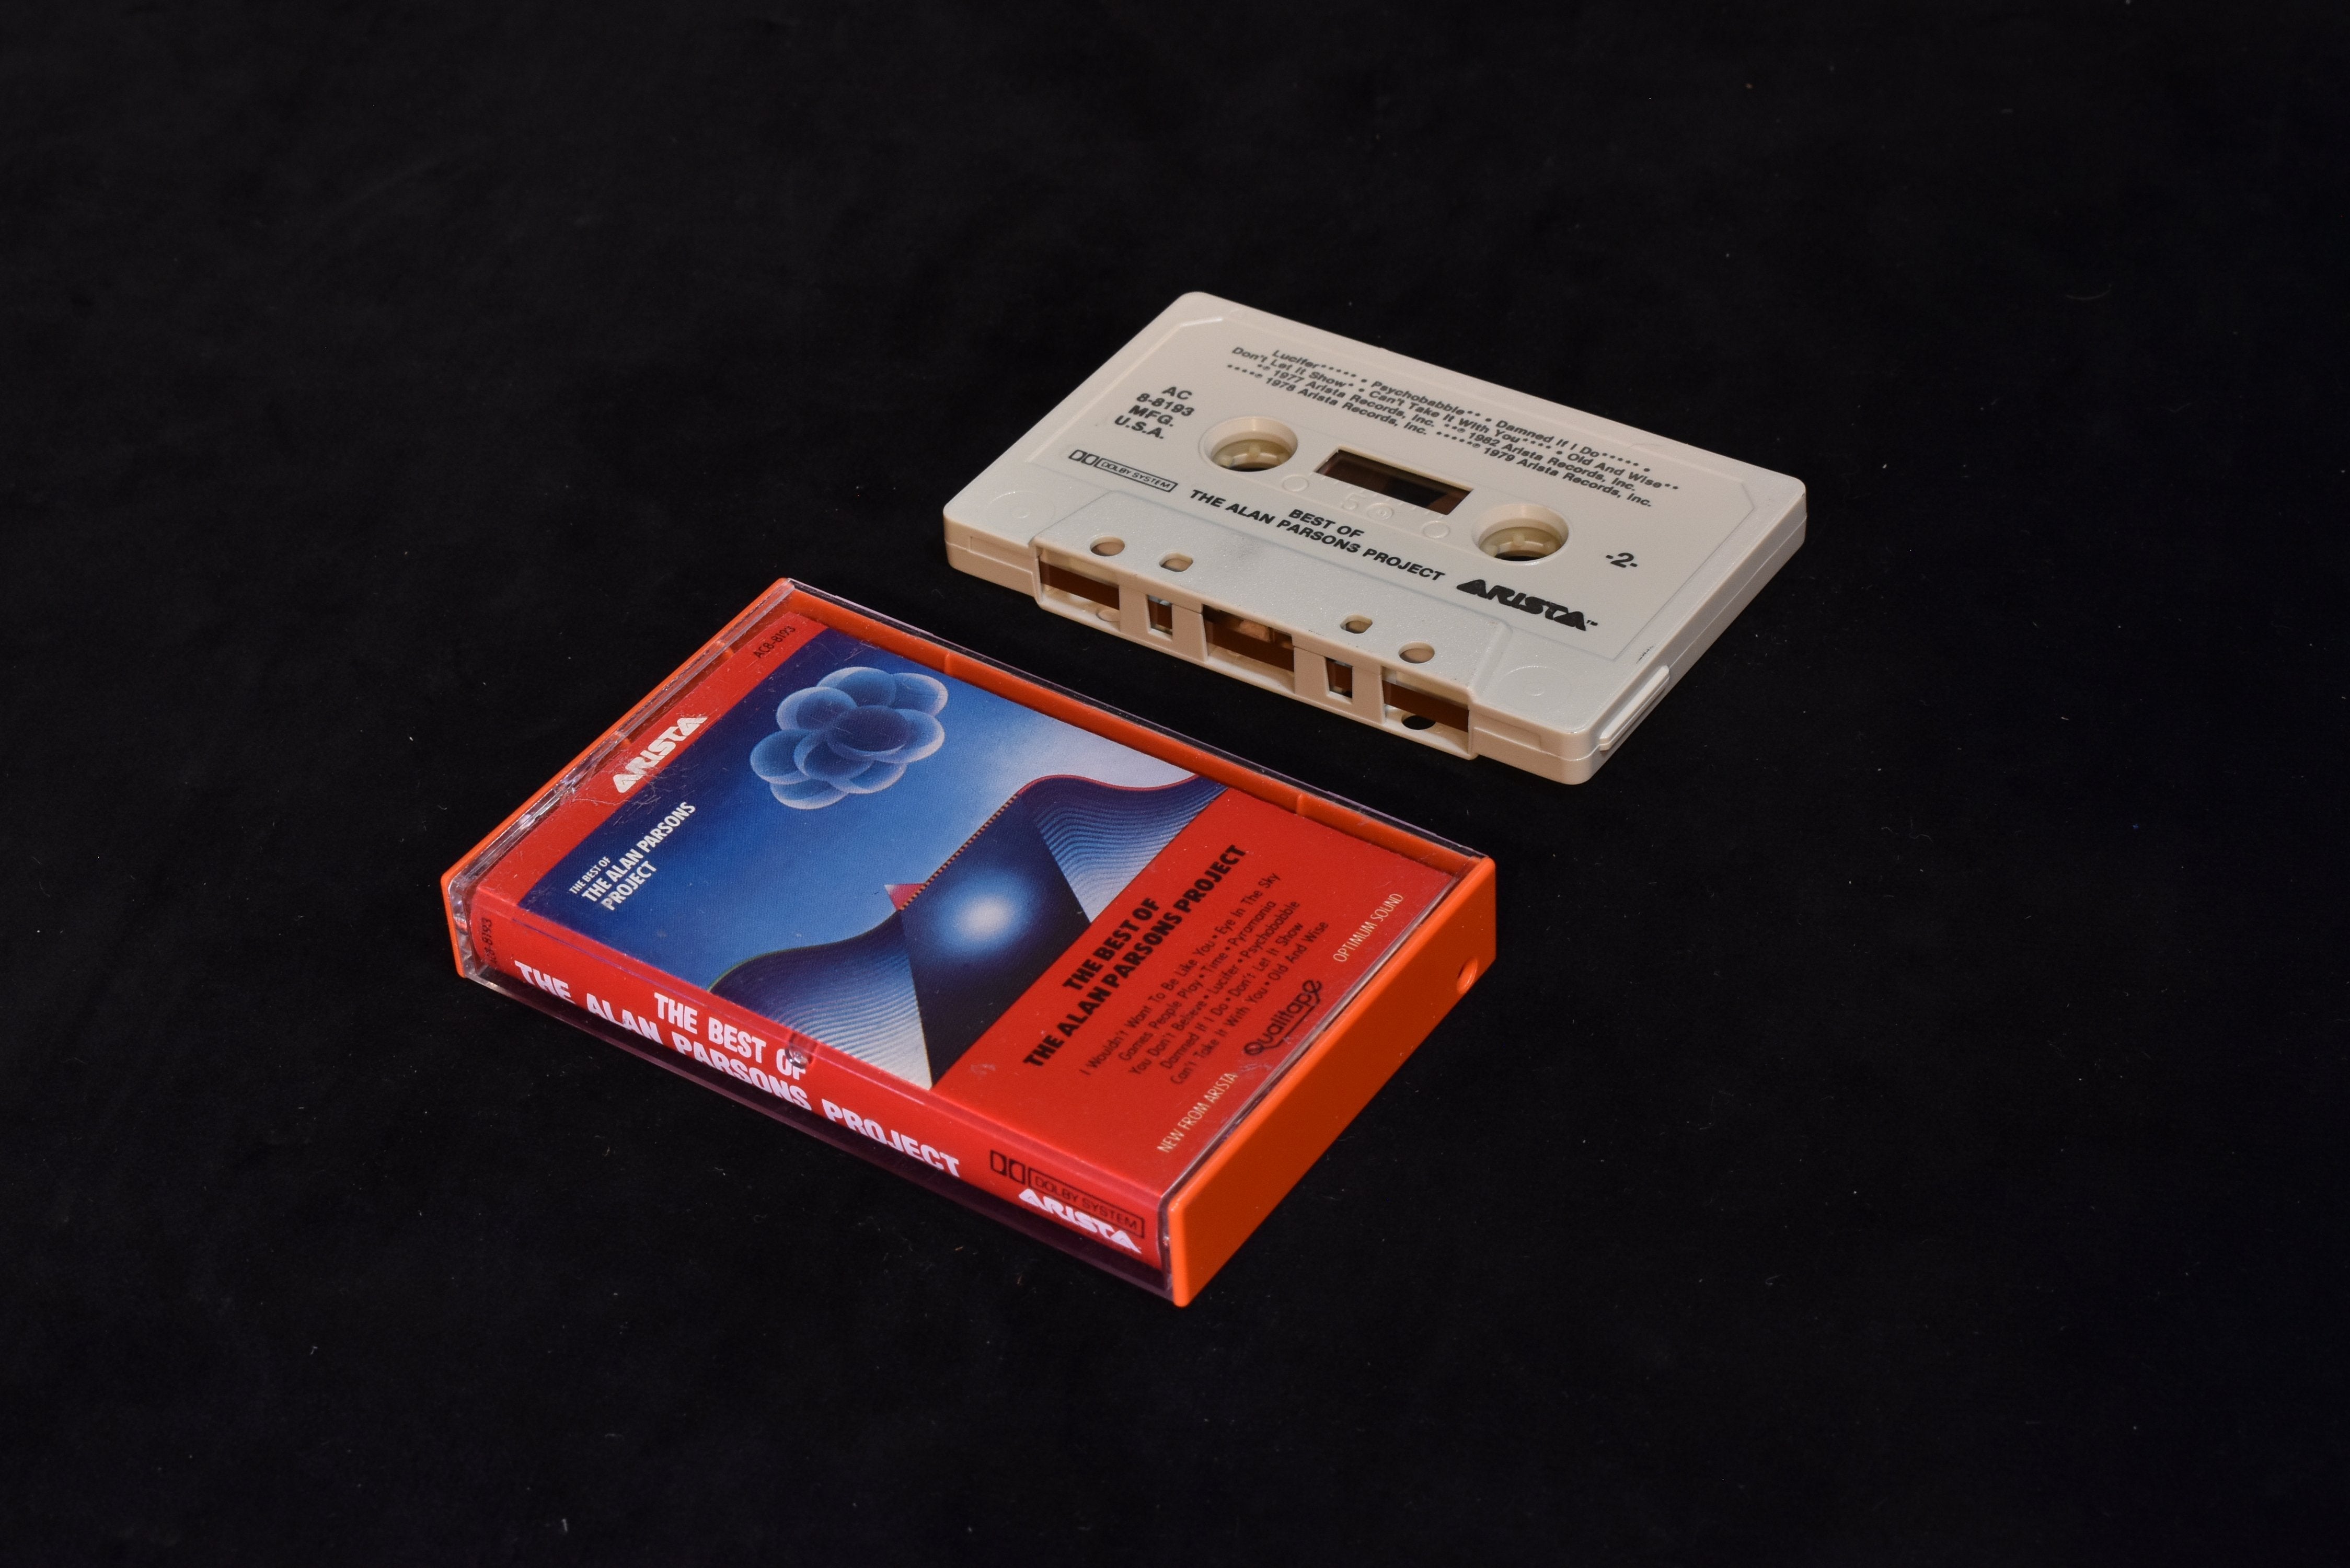 Lucifer***** • Psychobabble** • Damned If I Do***** •
Don't Let It Show* • Can't Take It With You**** • Old And Wise**
*℗ 1977 Arista Records, Inc. **℗ 1982 Arista Records, Inc.
****℗ 1978 Arista Records, Inc. *****℗ 1979 Arista Records, Inc.
AC
8-8193
MFG.
U.S.A.
DOLBY SYSTEM
BEST OF
THE ALAN PARSONS PROJECT
-2-
ARISTA™
AC8-8193
ARISTA
THE BEST OF
THE ALAN PARSONS
PROJECT
THE BEST OF
THE ALAN PARSONS PROJECT
I Wouldn't Want To Be Like You • Eye In The Sky
Games People Play • Time • Pyramania
You Don't Believe • Lucifer • Psychobabble
Damned If I Do • Don't Let It Show
Can't Take It With You • Old And Wise
Qualitape
NEW FROM ARISTA
OPTIMUM SOUND
THE BEST OF
THE ALAN PARSONS PROJECT
DOLBY SYSTEM
ARISTA